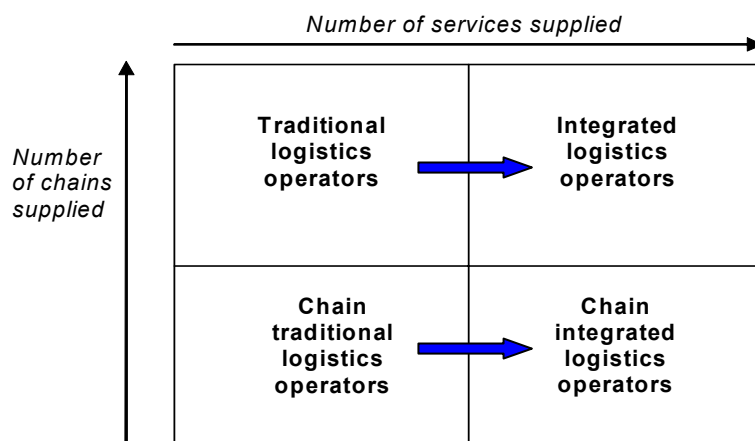 Number of services supplied
Number
of chains
supplied
Traditional
logistics
operators
Integrated
logistics
operators
Chain
traditional
logistics
operators
Chain
integrated
logistics
operators